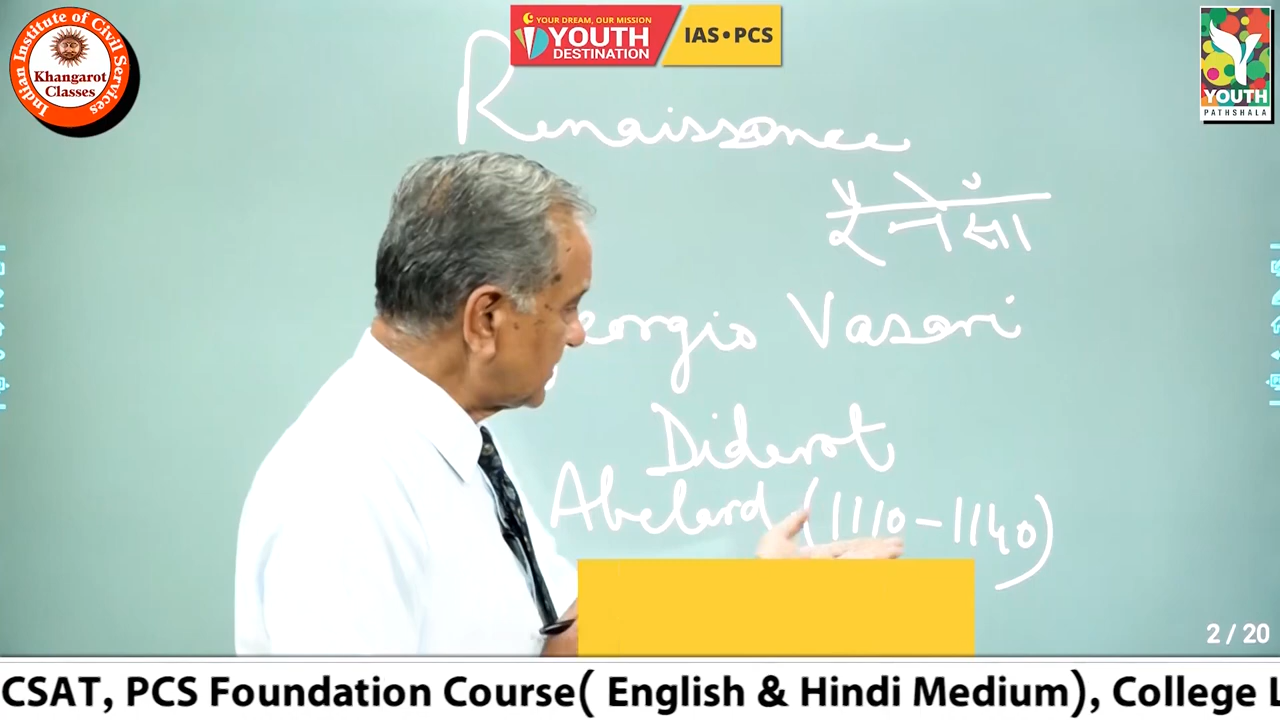 Indian Institute of Civil Services
Khangarot
Classes
YOUR DREAM, OUR MISSION
YOUTH
DESTINATION
IAS • PCS
YOUTH
PATHSHALA
Renaissance
रेनेसाँ
eorgio Vasari
Diderot
Abelard (1110-1140)
2 / 20
CSAT, PCS Foundation Course( English & Hindi Medium), College L